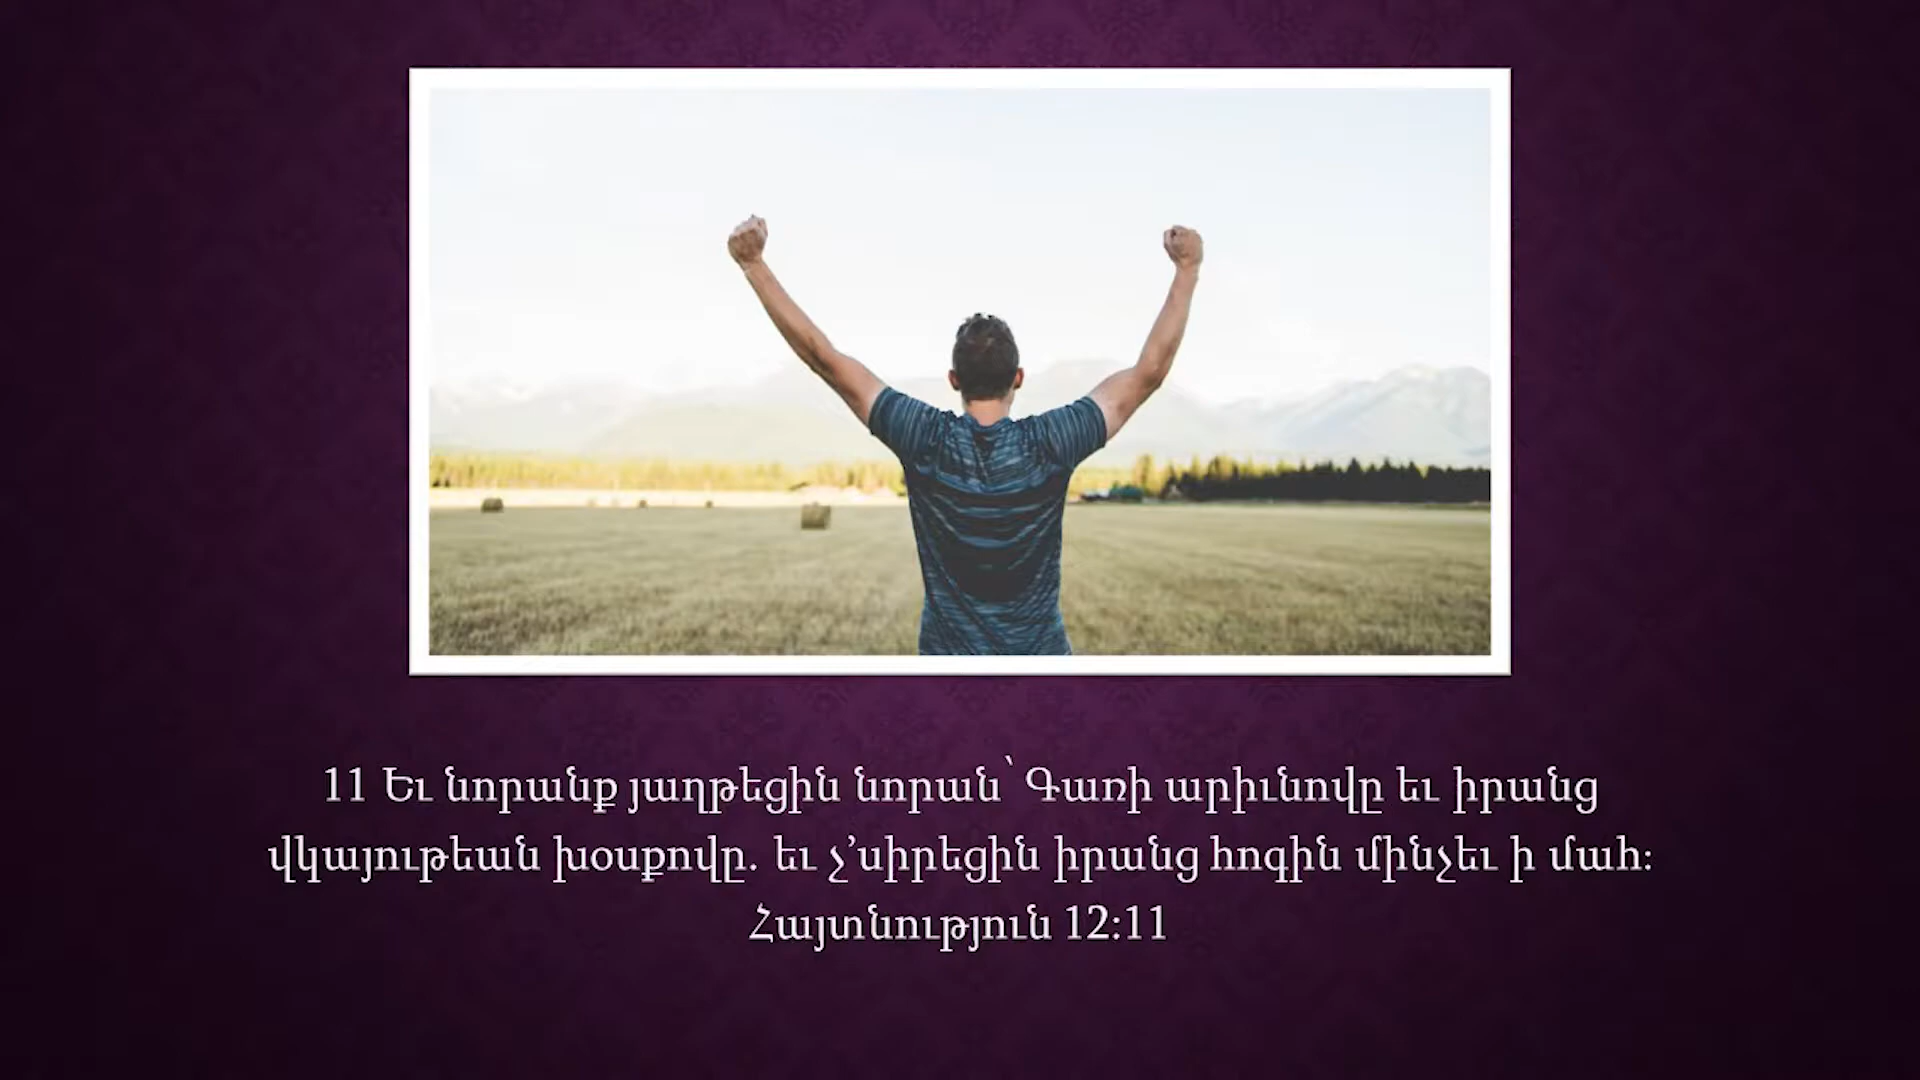 11 Եւ նորանք յաղթեցին նորան՝ Գառի արիւնովը եւ իրանց
վկայութեան խօսքովը. եւ չ’սիրեցին իրանց հոգին մինչեւ ի մահ:
Հայտնություն 12:11